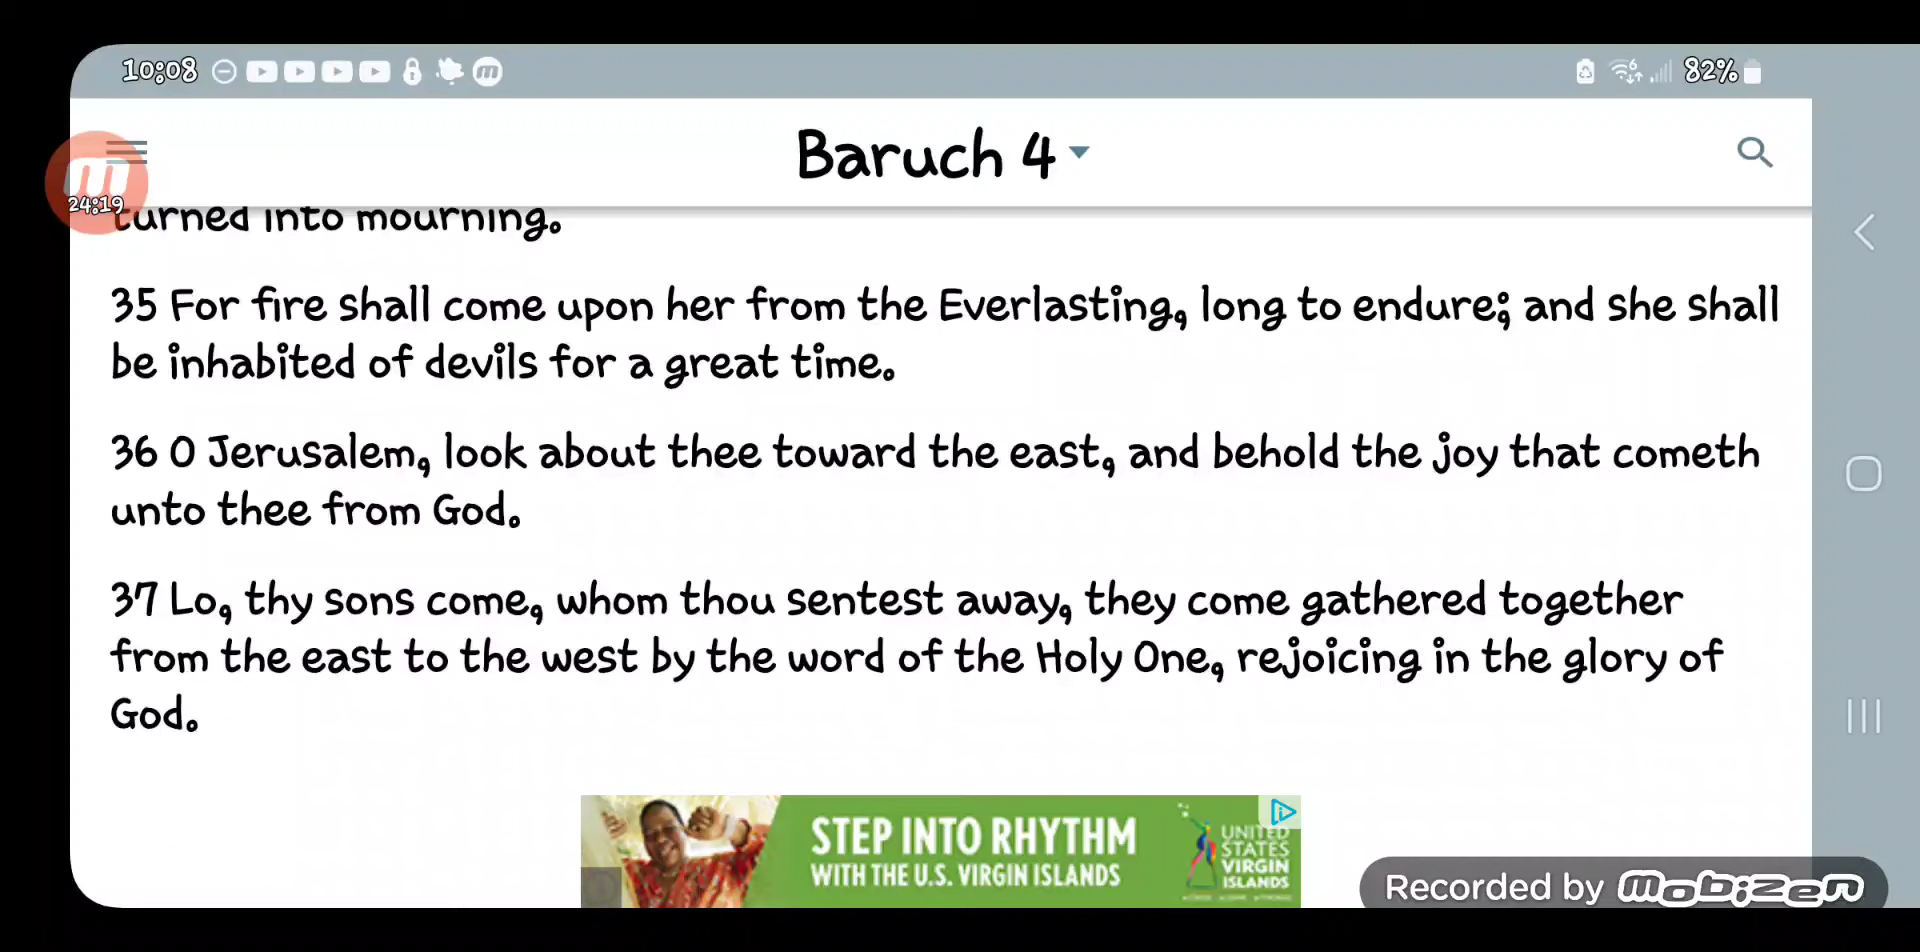 10:08
82%
Baruch 4
24:19
turned into mourning.
35 For fire shall come upon her from the Everlasting, long to endure; and she shall
be inhabited of devils for a great time.
36 O Jerusalem, look about thee toward the east, and behold the joy that cometh
unto thee from God.
37 Lo, thy sons come, whom thou sentest away, they come gathered together
from the east to the west by the word of the Holy One, rejoicing in the glory of
God.
STEP INTO RHYTHM
WITH THE U.S. VIRGIN ISLANDS
UNITED
STATES
VIRGIN
ISLANDS
Recorded by mobizen